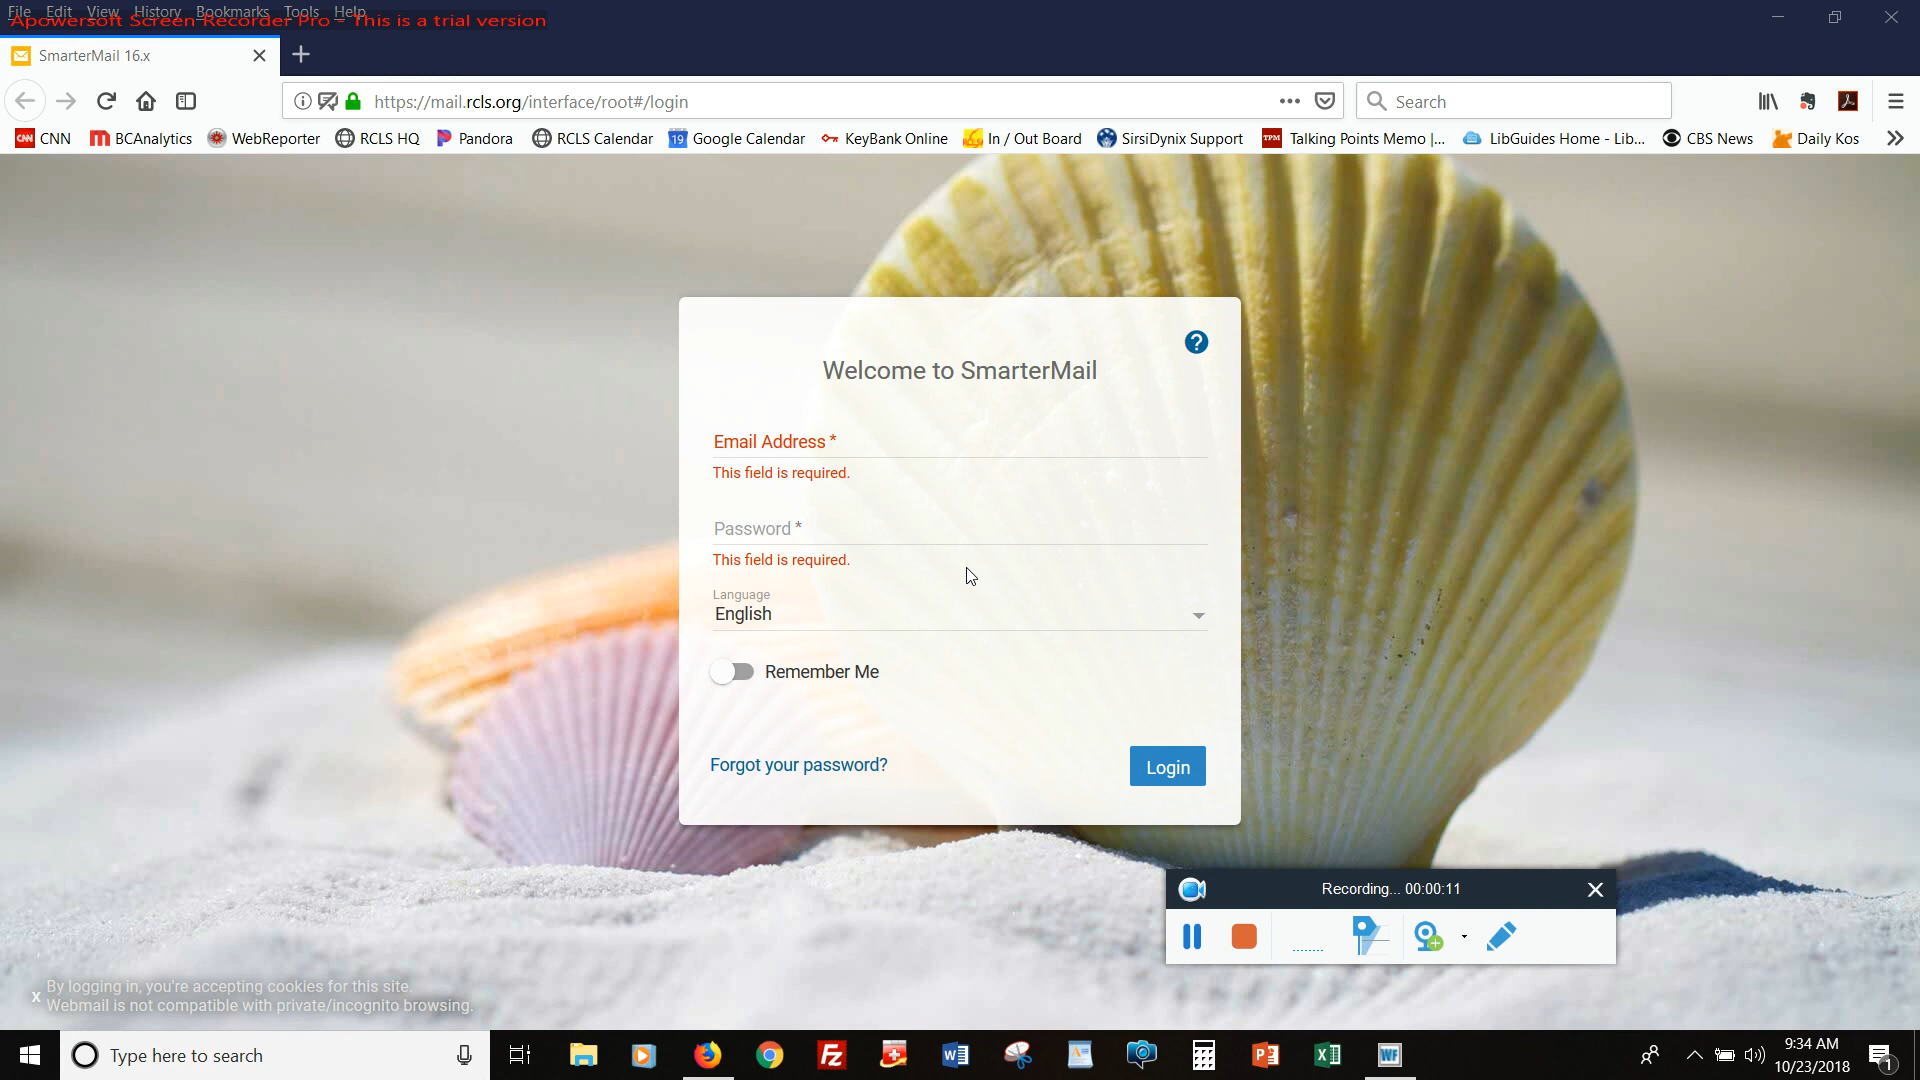 File Edit View History Bookmarks Tools Help
Apowersoft Screen Recorder Pro - This is a trial version
SmarterMail 16.x
https://mail.rcls.org/interface/root#/login
Search
CNN BCAnalytics WebReporter RCLS HQ Pandora RCLS Calendar 19 Google Calendar KeyBank Online In / Out Board SirsiDynix Support TPM Talking Points Memo |... LibGuides Home - Lib... CBS News Daily Kos
?
Welcome to SmarterMail
Email Address *
This field is required.
Password *
This field is required.
Language
English
Remember Me
Forgot your password?
Login
Recording... 00:00:11
x By logging in, you're accepting cookies for this site.
Webmail is not compatible with private/incognito browsing.
Type here to search
9:34 AM
10/23/2018
1